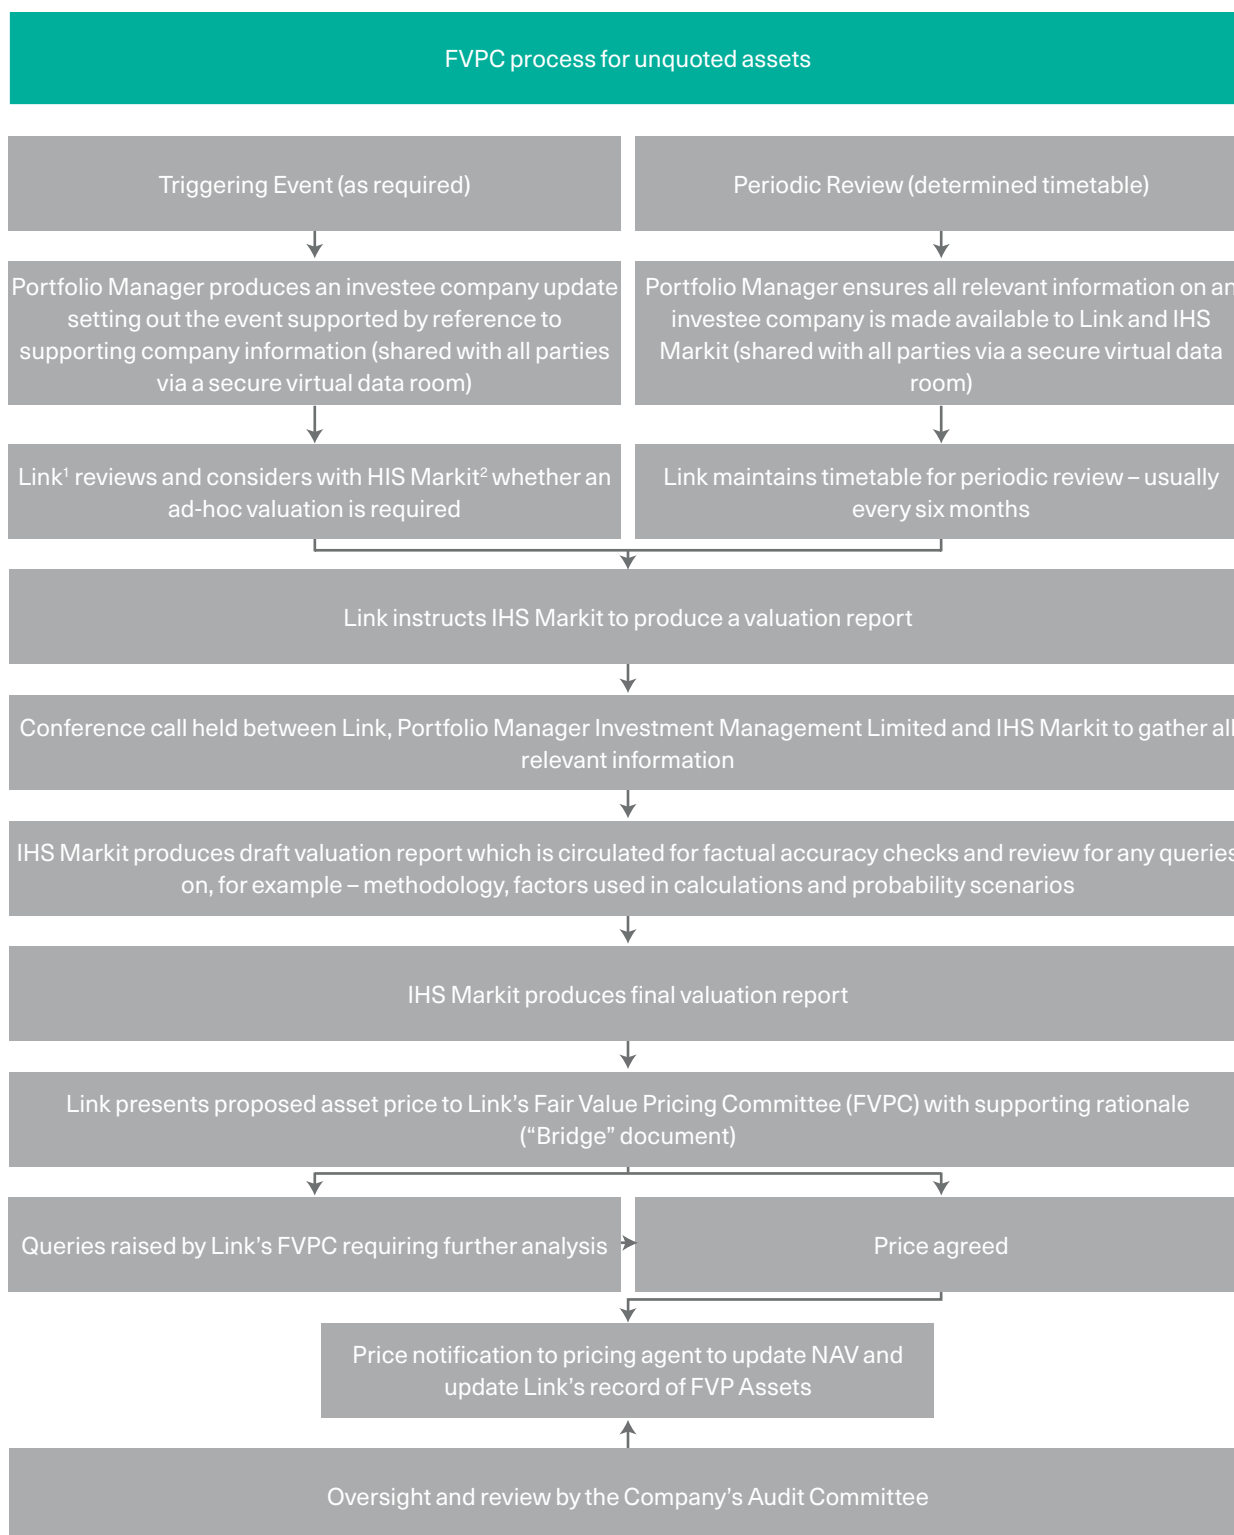 FVPC process for unquoted assets
Triggering Event (as required)
Periodic Review (determined timetable)
Portfolio Manager produces an investee company update
setting out the event supported by reference to
supporting company information (shared with all parties
via a secure virtual data room)
Portfolio Manager ensures all relevant information on an
investee company is made available to Link and IHS
Markit (shared with all parties via a secure virtual data
room)
Link¹ reviews and considers with HIS Markit² whether an
ad-hoc valuation is required
Link maintains timetable for periodic review – usually
every six months
Link instructs IHS Markit to produce a valuation report
Conference call held between Link, Portfolio Manager Investment Management Limited and IHS Markit to gather all
relevant information
IHS Markit produces draft valuation report which is circulated for factual accuracy checks and review for any queries
on, for example – methodology, factors used in calculations and probability scenarios
IHS Markit produces final valuation report
Link presents proposed asset price to Link’s Fair Value Pricing Committee (FVPC) with supporting rationale
(“Bridge” document)
Queries raised by Link’s FVPC requiring further analysis
Price agreed
Price notification to pricing agent to update NAV and
update Link’s record of FVP Assets
Oversight and review by the Company’s Audit Committee